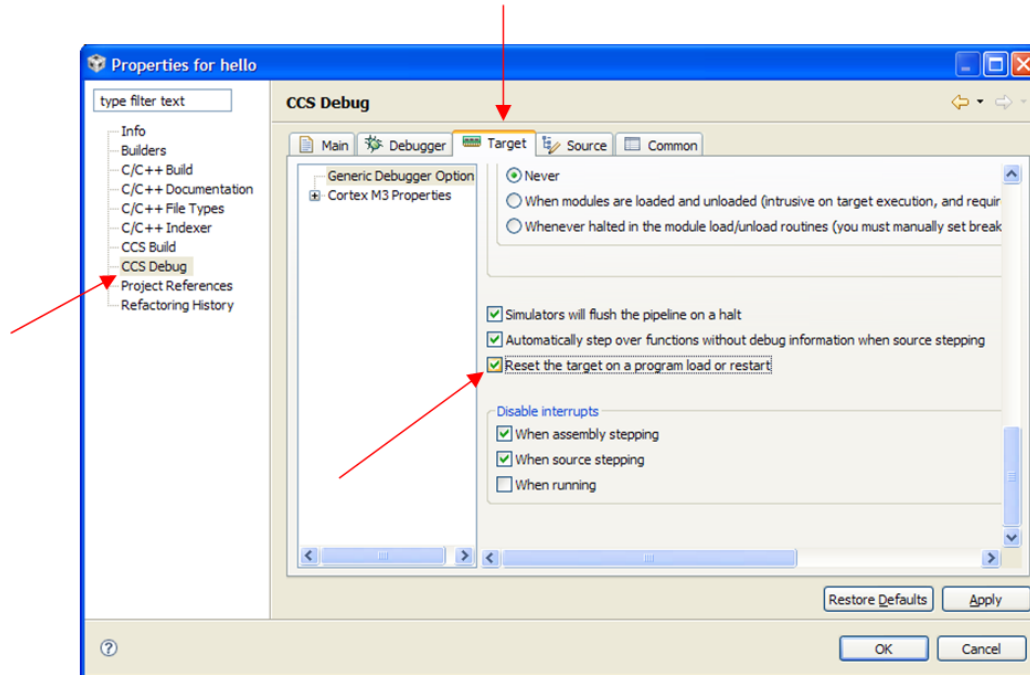 Properties for hello
type filter text
Info
Builders
C/C++ Build
C/C++ Documentation
C/C++ File Types
C/C++ Indexer
CCS Build
CCS Debug
Project References
Refactoring History
CCS Debug
Main Debugger Target Source Common
Generic Debugger Option
Cortex M3 Properties
Never
When modules are loaded and unloaded (intrusive on target execution, and requir
Whenever halted in the module load/unload routines (you must manually set break
Simulators will flush the pipeline on a halt
Automatically step over functions without debug information when source stepping
Reset the target on a program load or restart
Disable interrupts
When assembly stepping
When source stepping
When running
Restore Defaults Apply
OK Cancel